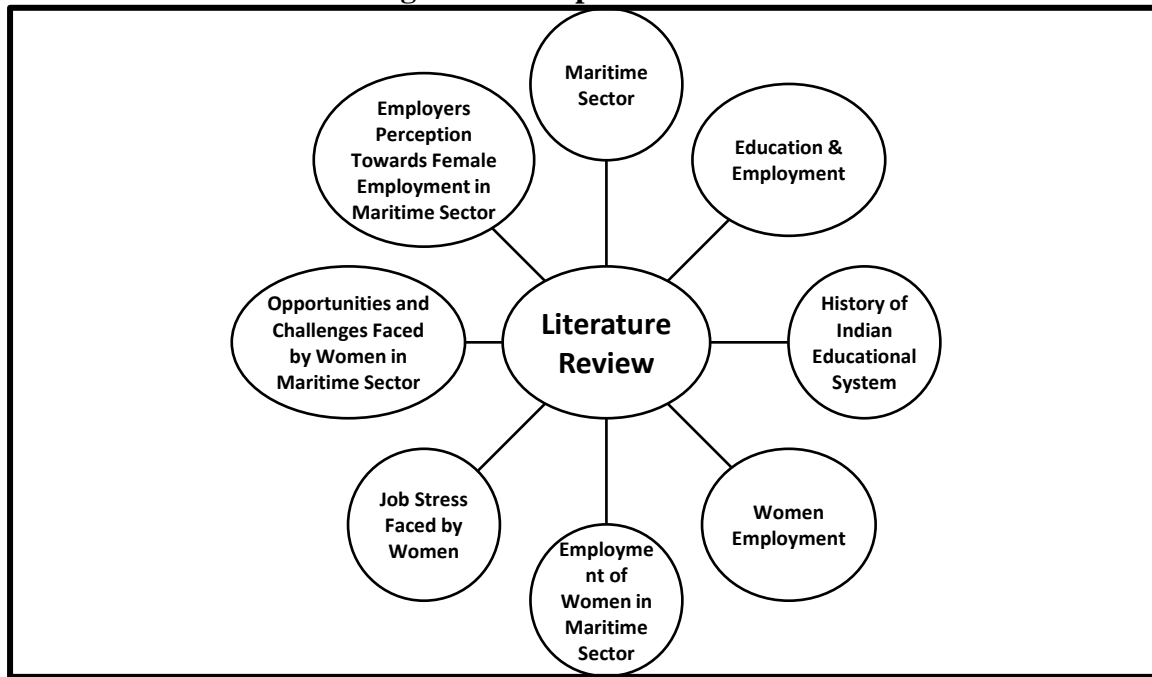 Maritime
Sector
Education &
Employment
History of
Indian
Educational
System
Women
Employment
Employme
nt of
Women in
Maritime
Sector
Job Stress
Faced by
Women
Opportunities and
Challenges Faced
by Women in
Maritime Sector
Employers
Perception
Towards Female
Employment in
Maritime Sector
Literature
Review